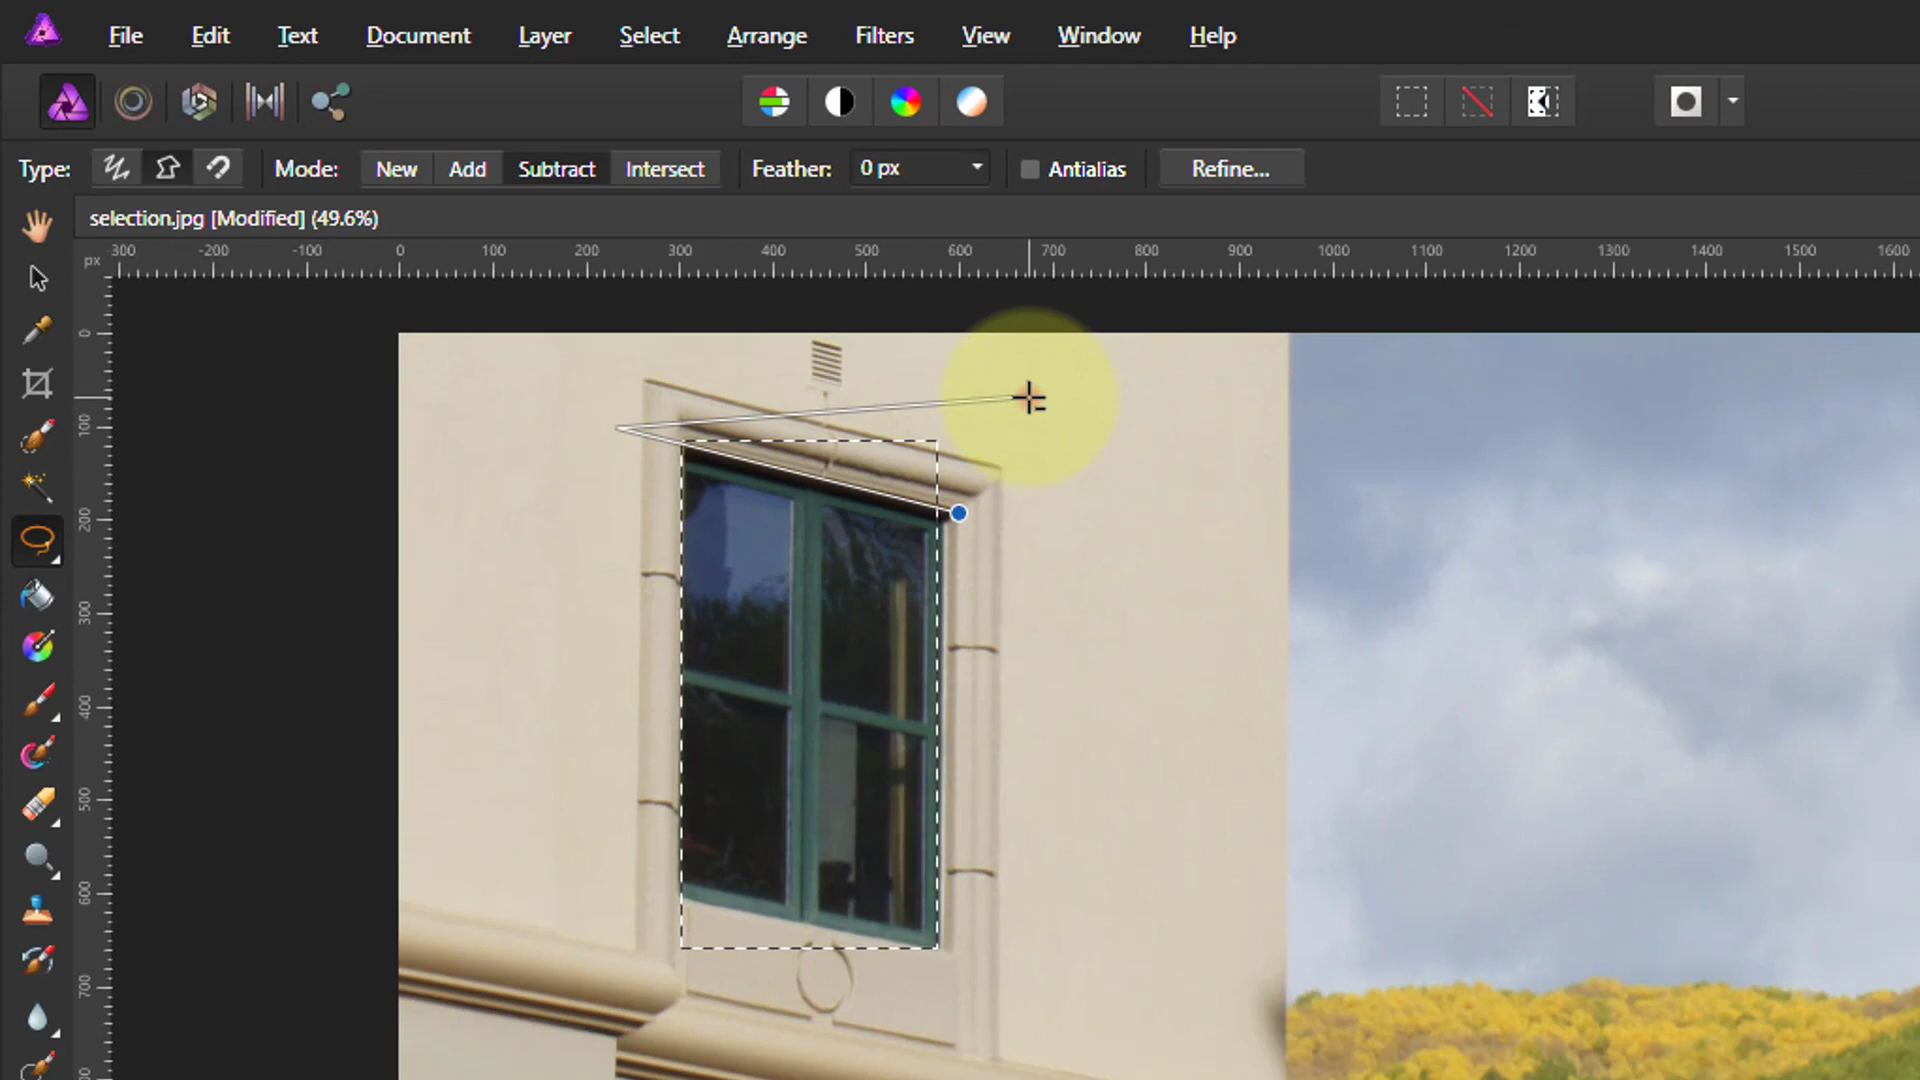 File Edit Text Document Layer Select Arrange Filters View Window Help
Type: Mode: New Add Subtract Intersect Feather: 0 px Antialias Refine...
selection.jpg [Modified] (49.6%)
px 300 -200 -100 0 100 200 300 400 500 600 700 800 900 1000 1100 1200 1300 1400 1500 1600
0
100
200
300
400
500
600
700